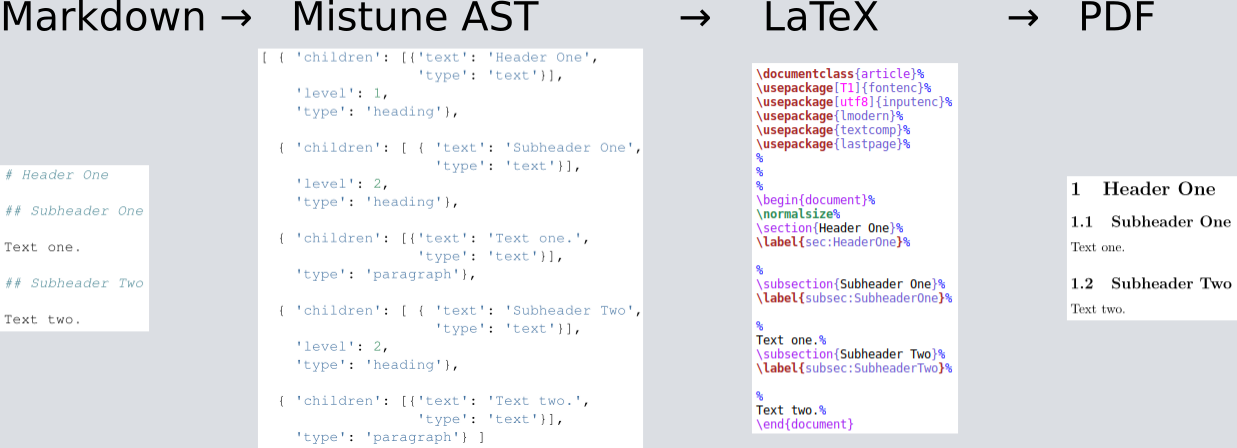 Markdown → Mistune AST → LaTeX → PDF
# Header One
## Subheader One
Text one.
## Subheader Two
Text two.
[ { 'children': [{'text': 'Header One',
'type': 'text'}],
'level': 1,
'type': 'heading'},
{ 'children': [ { 'text': 'Subheader One',
'type': 'text'}],
'level': 2,
'type': 'heading'},
{ 'children': [{'text': 'Text one.',
'type': 'text'}],
'type': 'paragraph'},
{ 'children': [ { 'text': 'Subheader Two',
'type': 'text'}],
'level': 2,
'type': 'heading'},
{ 'children': [{'text': 'Text two.',
'type': 'text'}],
'type': 'paragraph'} ]
\documentclass{article}%
\usepackage[T1]{fontenc}%
\usepackage[utf8]{inputenc}%
\usepackage{lmodern}%
\usepackage{textcomp}%
\usepackage{lastpage}%
%
%
%
\begin{document}%
\normalsize%
\section{Header One}%
\label{sec:HeaderOne}%
%
\subsection{Subheader One}%
\label{subsec:SubheaderOne}%
%
Text one.%
\subsection{Subheader Two}%
\label{subsec:SubheaderTwo}%
%
Text two.%
\end{document}
1 Header One
1.1 Subheader One
Text one.
1.2 Subheader Two
Text two.